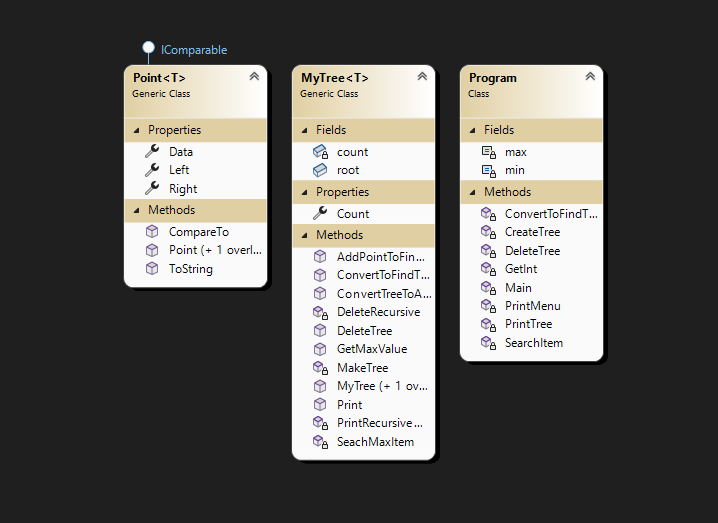 IComparable
Point<T>
Generic Class
Properties
Data
Left
Right
Methods
CompareTo
Point (+ 1 overl...
ToString
MyTree<T>
Generic Class
Fields
count
root
Properties
Count
Methods
AddPointToFin...
ConvertToFindT...
ConvertTreeToA...
DeleteRecursive
DeleteTree
GetMaxValue
MakeTree
MyTree (+ 1 ov...
Print
PrintRecursive...
SeachMaxItem
Program
Class
Fields
max
min
Methods
ConvertToFindT...
CreateTree
DeleteTree
GetInt
Main
PrintMenu
PrintTree
SearchItem